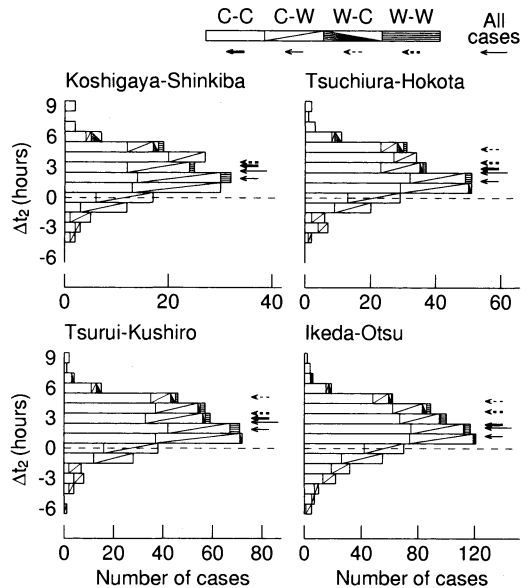 C-C C-W W-C W-W All cases
Koshigaya-Shinkiba Tsuchiura-Hokota
Δt₂ (hours)
9
6
3
0
-3
-6
0 20 40
0 20 40 60
Tsurui-Kushiro Ikeda-Otsu
Δt₂ (hours)
9
6
3
0
-3
-6
0 20 40 60 80
0 40 80 120
Number of cases Number of cases